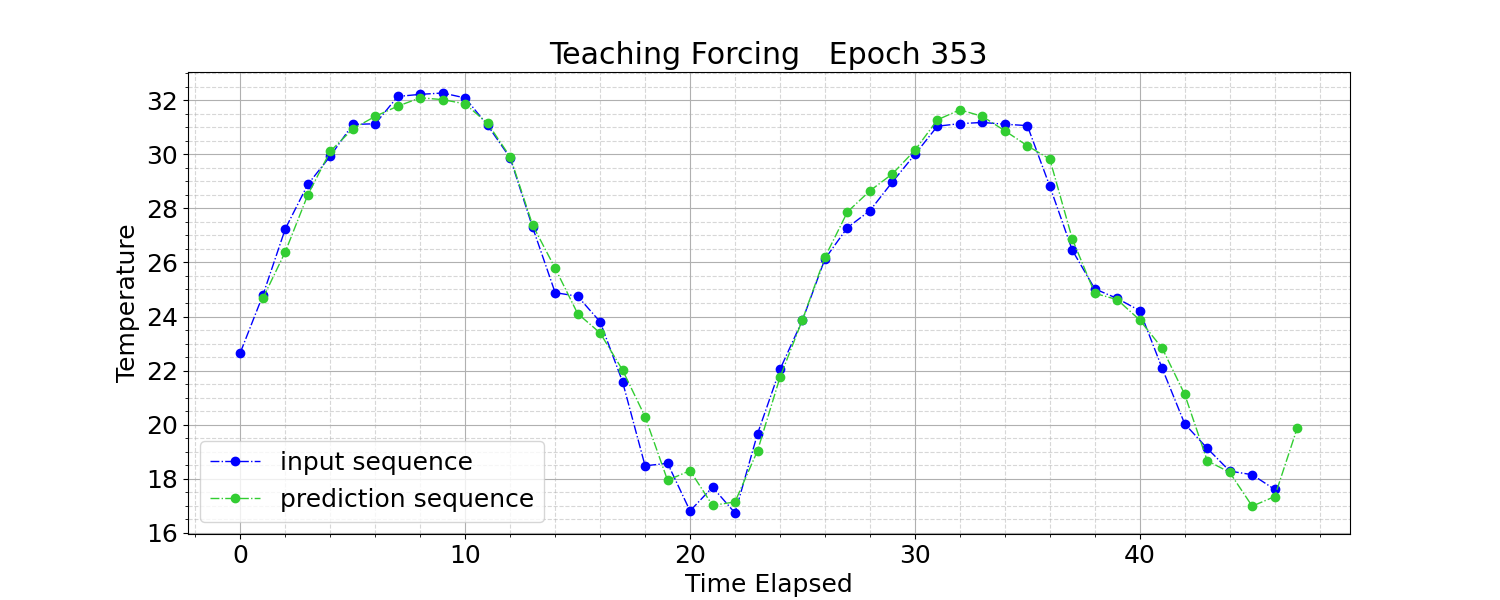 Teaching Forcing   Epoch 353
Temperature
32
30
28
26
24
22
20
18
16
input sequence
prediction sequence
0 10 20 30 40
Time Elapsed